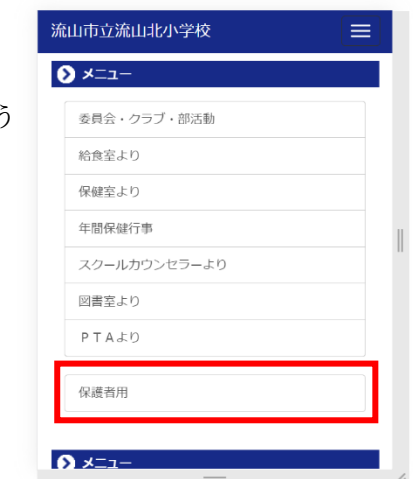 流山市立流山北小学校
メニュー
う
委員会・クラブ・部活動
給食室より
保健室より
年間保健行事
スクールカウンセラーより
図書室より
ＰＴＡより
保護者用
メニュー